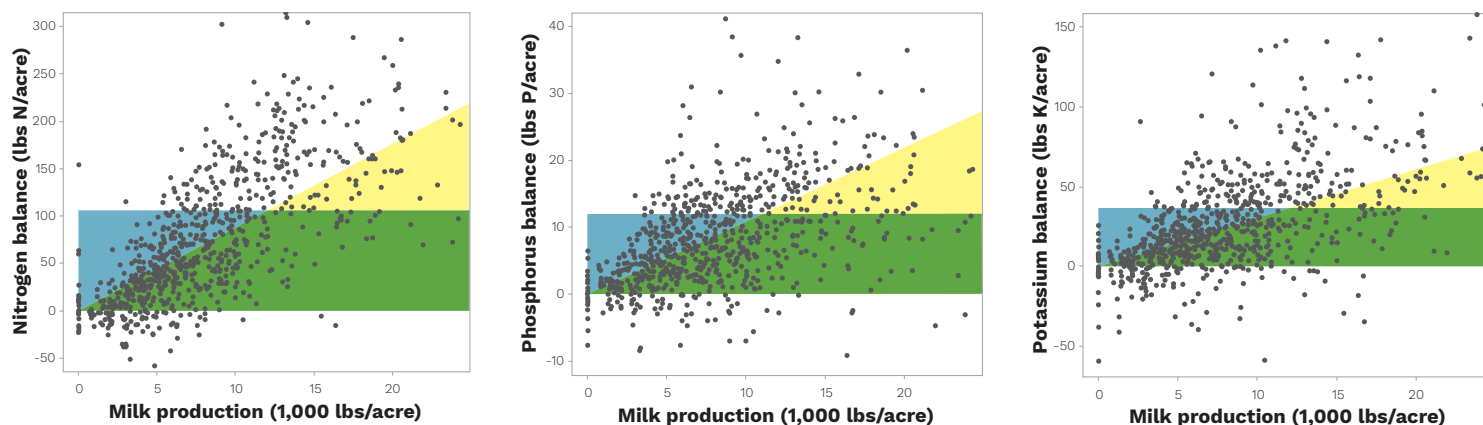 Nitrogen balance (lbs N/acre)
300
250
200
150
100
50
0
-50
0 5 10 15 20
Milk production (1,000 lbs/acre)
Phosphorus balance (lbs P/acre)
40
30
20
10
0
-10
0 5 10 15 20
Milk production (1,000 lbs/acre)
Potassium balance (lbs K/acre)
150
100
50
0
-50
0 5 10 15 20
Milk production (1,000 lbs/acre)